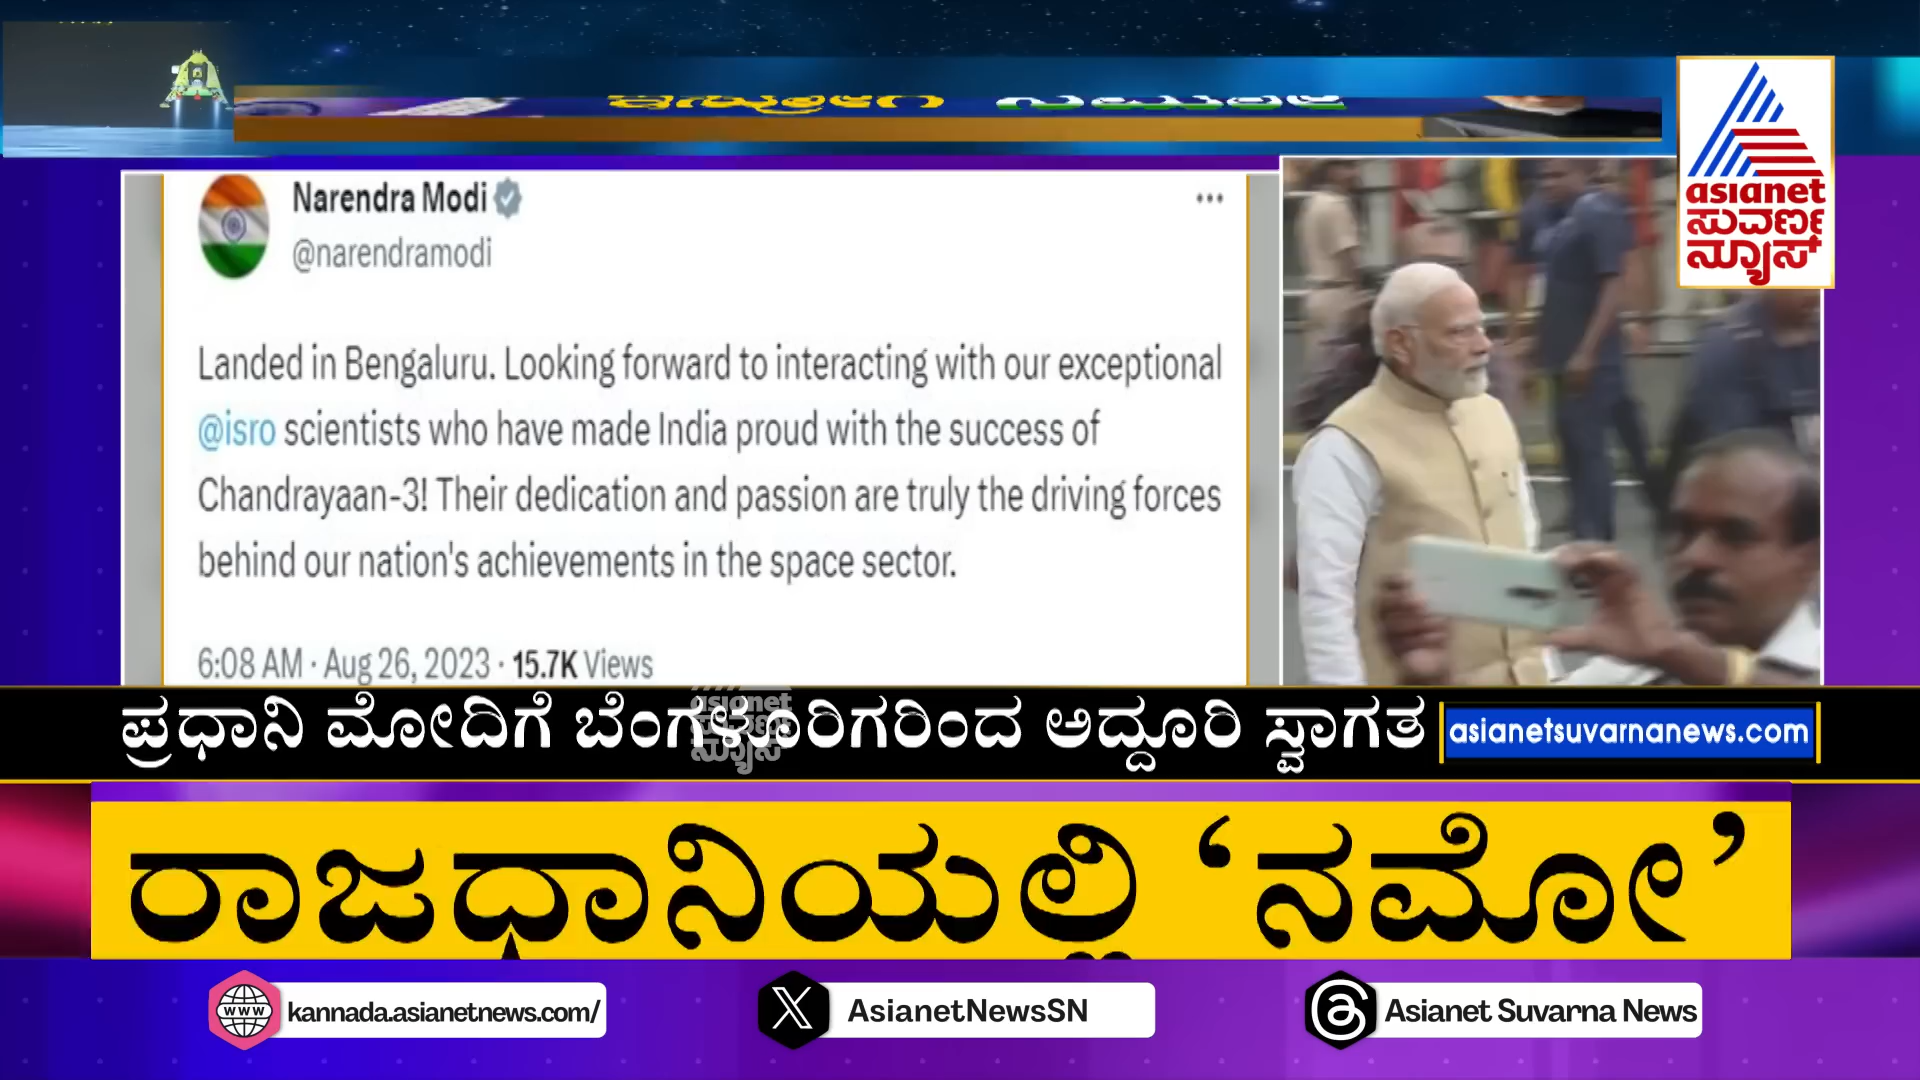 asianet
ಸುವರ್ಣ
ನ್ಯೂಸ್
Narendra Modi
@narendramodi
Landed in Bengaluru. Looking forward to interacting with our exceptional
@isro scientists who have made India proud with the success of
Chandrayaan-3! Their dedication and passion are truly the driving forces
behind our nation's achievements in the space sector.
6:08 AM · Aug 26, 2023 · 15.7K Views
ಪ್ರಧಾನಿ ಮೋದಿಗೆ ಬೆಂಗಳೂರಿಗರಿಂದ ಅದ್ದೂರಿ ಸ್ವಾಗತ
asianetsuvarnanews.com
asianet
ಸುವರ್ಣ
ನ್ಯೂಸ್
ರಾಜಧಾನಿಯಲ್ಲಿ ‘ನಮೋ’
www
kannada.asianetnews.com/
AsianetNewsSN
Asianet Suvarna News